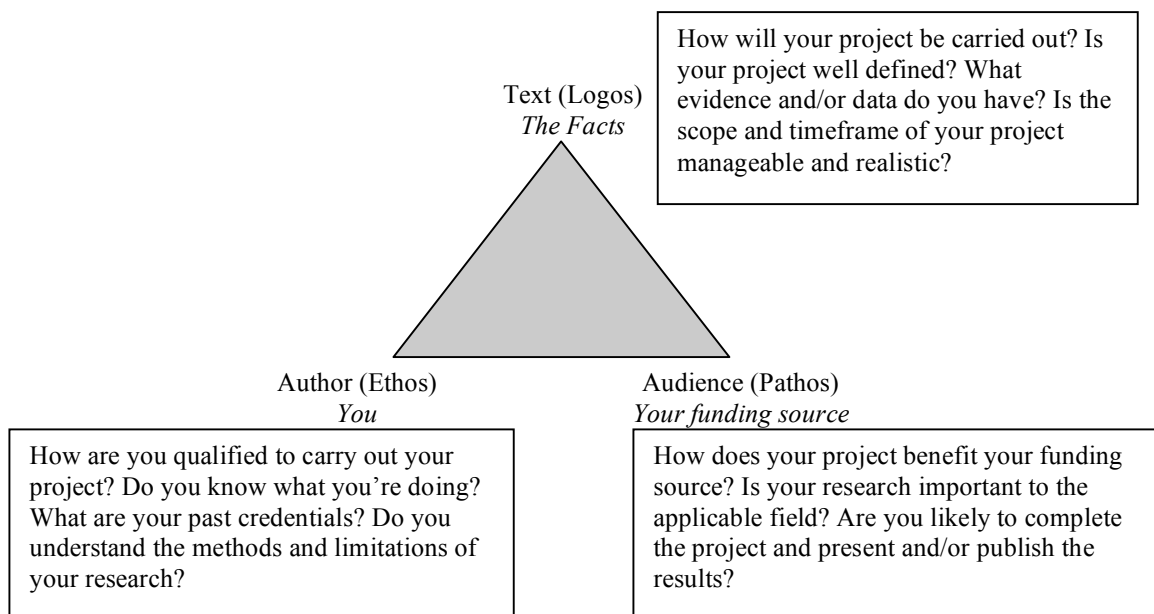 Text (Logos)
The Facts
How will your project be carried out? Is
your project well defined? What
evidence and/or data do you have? Is the
scope and timeframe of your project
manageable and realistic?
Author (Ethos)
You
How are you qualified to carry out your
project? Do you know what you’re doing?
What are your past credentials? Do you
understand the methods and limitations of
your research?
Audience (Pathos)
Your funding source
How does your project benefit your funding
source? Is your research important to the
applicable field? Are you likely to complete
the project and present and/or publish the
results?